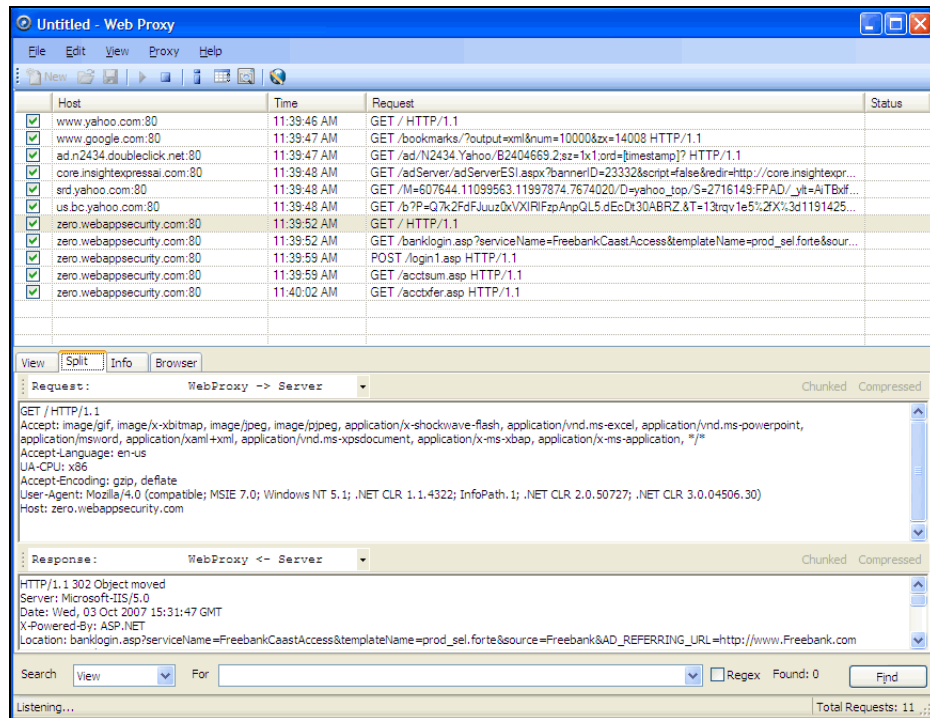 Untitled - Web Proxy
File Edit View Proxy Help
New
Host Time Request Status
www.yahoo.com:80 11:39:46 AM GET / HTTP/1.1
www.google.com:80 11:39:47 AM GET /bookmarks/?output=xml&num=10000&zx=14008 HTTP/1.1
ad.n2434.doubleclick.net:80 11:39:47 AM GET /ad/N2434.Yahoo/B2404669.2;sz=1x1;ord=[timestamp]? HTTP/1.1
core.insightexpressai.com:80 11:39:48 AM GET /adServer/adServerESI.aspx?bannerID=23332&script=false&redir=http://core.insightexpr...
srd.yahoo.com:80 11:39:48 AM GET /M=607644.11099563.11997874.7674020/D=yahoo_top/S=2716149:FPAD/_ylt=AiTBxlf...
us.bc.yahoo.com:80 11:39:48 AM GET
zero.webappsecurity.com:80 11:39:52 AM GET / HTTP/1.1
zero.webappsecurity.com:80 11:39:52 AM GET /banklogin.asp?serviceName=FreebankCaastAccess&templateName=prod_sel.forte&sour...
zero.webappsecurity.com:80 11:39:59 AM POST /login1.asp HTTP/1.1
zero.webappsecurity.com:80 11:39:59 AM GET /acctsum.asp HTTP/1.1
zero.webappsecurity.com:80 11:40:02 AM GET /acctxfer.asp HTTP/1.1
View Split Info Browser
Request: WebProxy -> Server Chunked Compressed
GET / HTTP/1.1
Accept: image/gif, image/x-xbitmap, image/jpeg, image/pjpeg, application/x-shockwave-flash, application/vnd.ms-excel, application/vnd.ms-powerpoint,
application/msword, application/xaml+xml, application/vnd.ms-xpsdocument, application/x-ms-xbap, application/x-ms-application, */*
Accept-Language: en-us
UA-CPU: x86
Accept-Encoding: gzip, deflate
User-Agent: Mozilla/4.0 (compatible; MSIE 7.0; Windows NT 5.1; .NET CLR 1.1.4322; InfoPath.1; .NET CLR 2.0.50727; .NET CLR 3.0.04506.30)
Host: zero.webappsecurity.com
Response: WebProxy <- Server Chunked Compressed
HTTP/1.1 302 Object moved
Server: Microsoft-IIS/5.0
Date: Wed, 03 Oct 2007 15:31:47 GMT
X-Powered-By: ASP.NET
Location: banklogin.asp?serviceName=FreebankCaastAccess&templateName=prod_sel.forte&source=Freebank&AD_REFERRING_URL=http://www.Freebank.com
Search View For Regex Found: 0 Find
Listening... Total Requests: 11